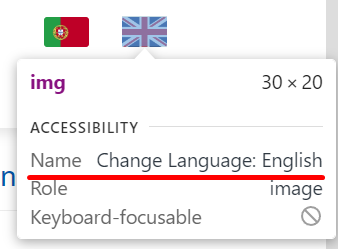 img 30 × 20
ACCESSIBILITY
Name Change Language: English
n
Role image
Keyboard-focusable